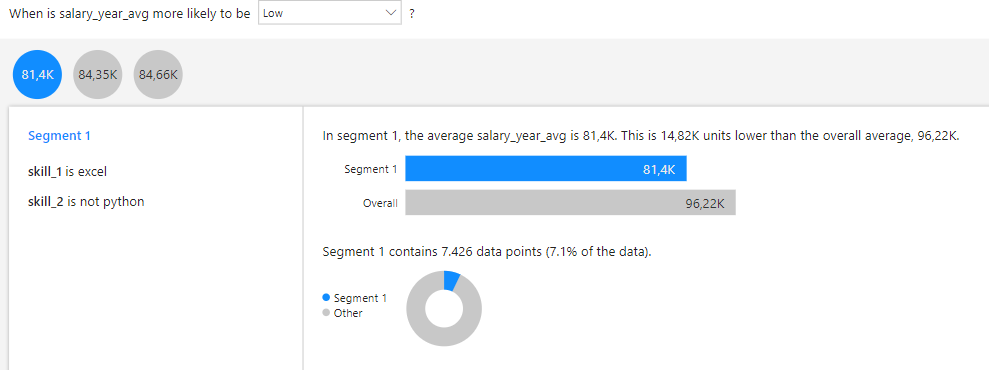 When is salary_year_avg more likely to be Low ?
81,4K 84,35K 84,66K
Segment 1
skill_1 is excel
skill_2 is not python
In segment 1, the average salary_year_avg is 81,4K. This is 14,82K units lower than the overall average, 96,22K.
Segment 1 81,4K
Overall 96,22K
Segment 1 contains 7.426 data points (7.1% of the data).
Segment 1
Other